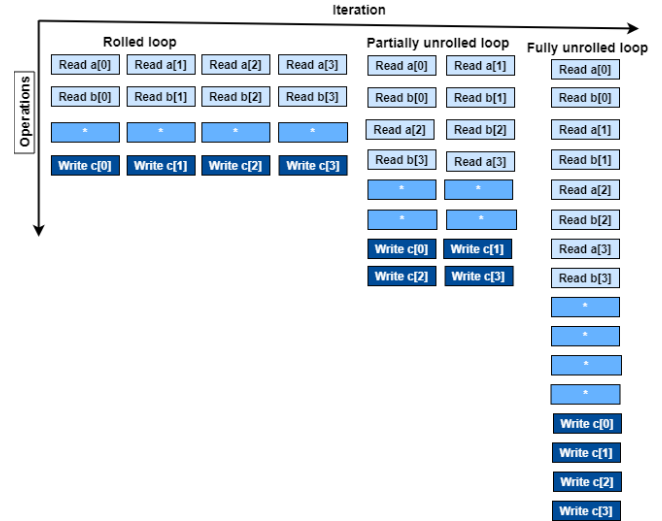 Iteration
Rolled loop
Partially unrolled loop
Fully unrolled loop
Operations
Read a[0] Read a[1] Read a[2] Read a[3]
Read b[0] Read b[1] Read b[2] Read b[3]
* * * *
Write c[0] Write c[1] Write c[2] Write c[3]
Read a[0] Read a[1]
Read b[0] Read b[1]
Read a[2] Read b[2]
Read b[3] Read a[3]
* *
* *
Write c[0] Write c[1]
Write c[2] Write c[3]
Read a[0]
Read b[0]
Read a[1]
Read b[1]
Read a[2]
Read b[2]
Read a[3]
Read b[3]
*
*
*
*
Write c[0]
Write c[1]
Write c[2]
Write c[3]